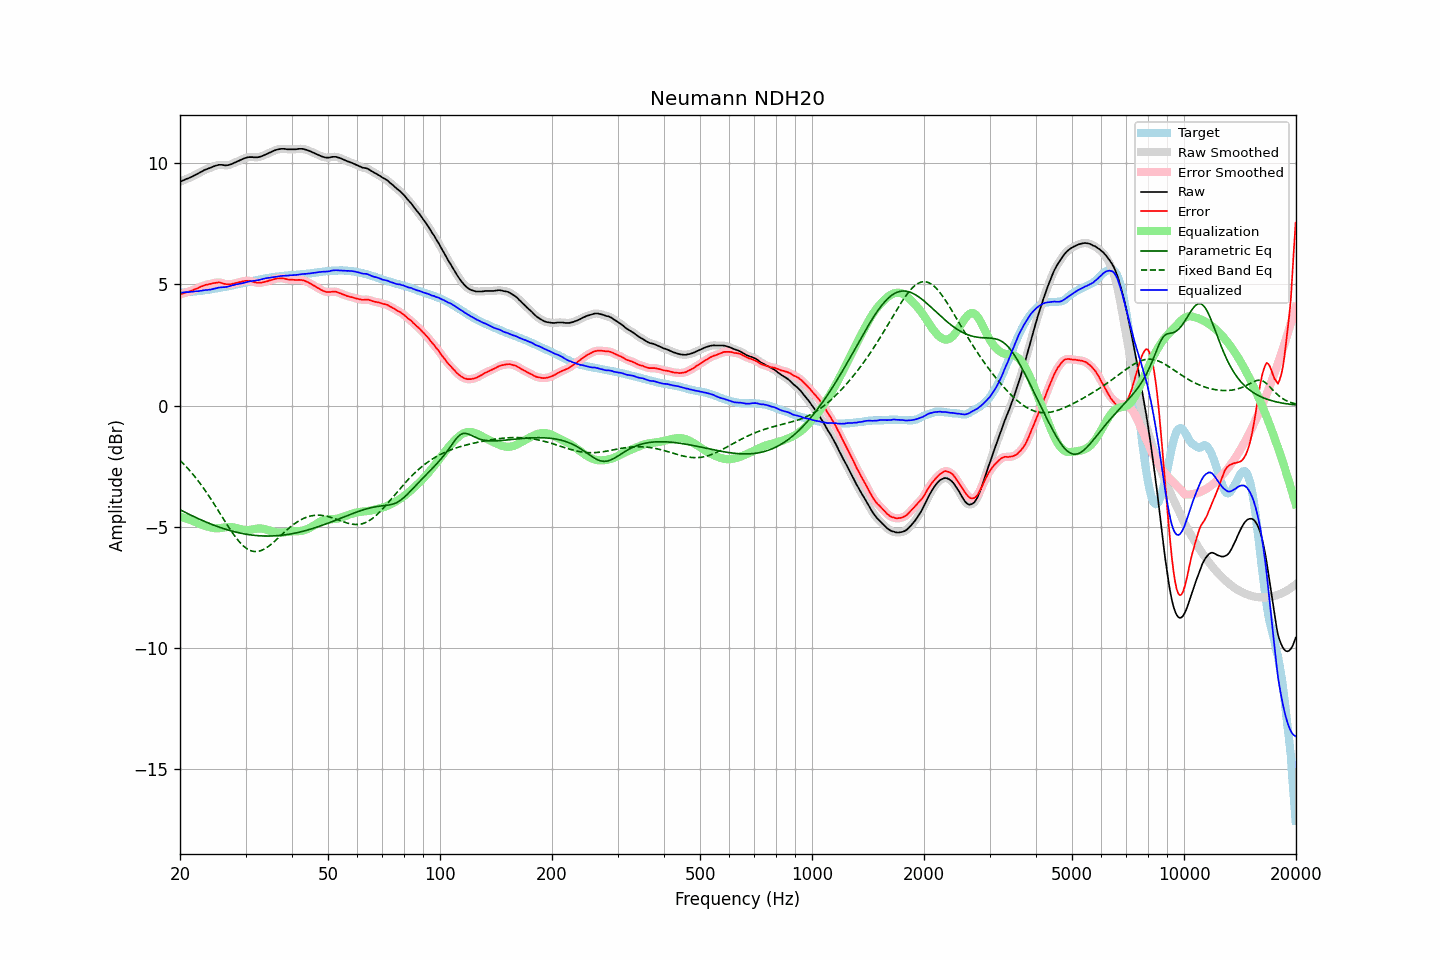 Neumann NDH20
Target
Raw Smoothed
Error Smoothed
Raw
Error
Equalization
Parametric Eq
Fixed Band Eq
Equalized
Amplitude (dBr)
10
5
0
−5
−10
−15
20
50
100
200
500
1000
2000
5000
10000
20000
Frequency (Hz)